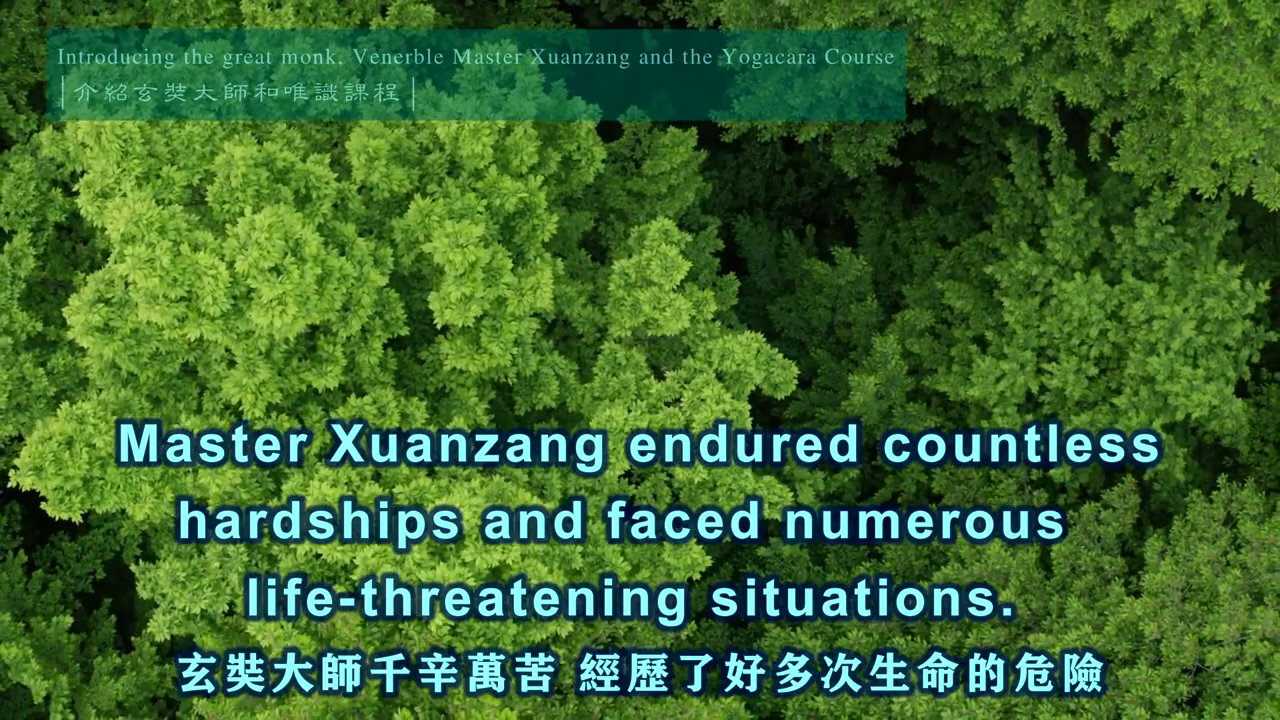 Introducing the great monk, Venerble Master Xuanzang and the Yogacara Course
|介紹玄奘大師和唯識課程|
Master Xuanzang endured countless
hardships and faced numerous
life-threatening situations.
玄奘大師千辛萬苦 經歷了好多次生命的危險